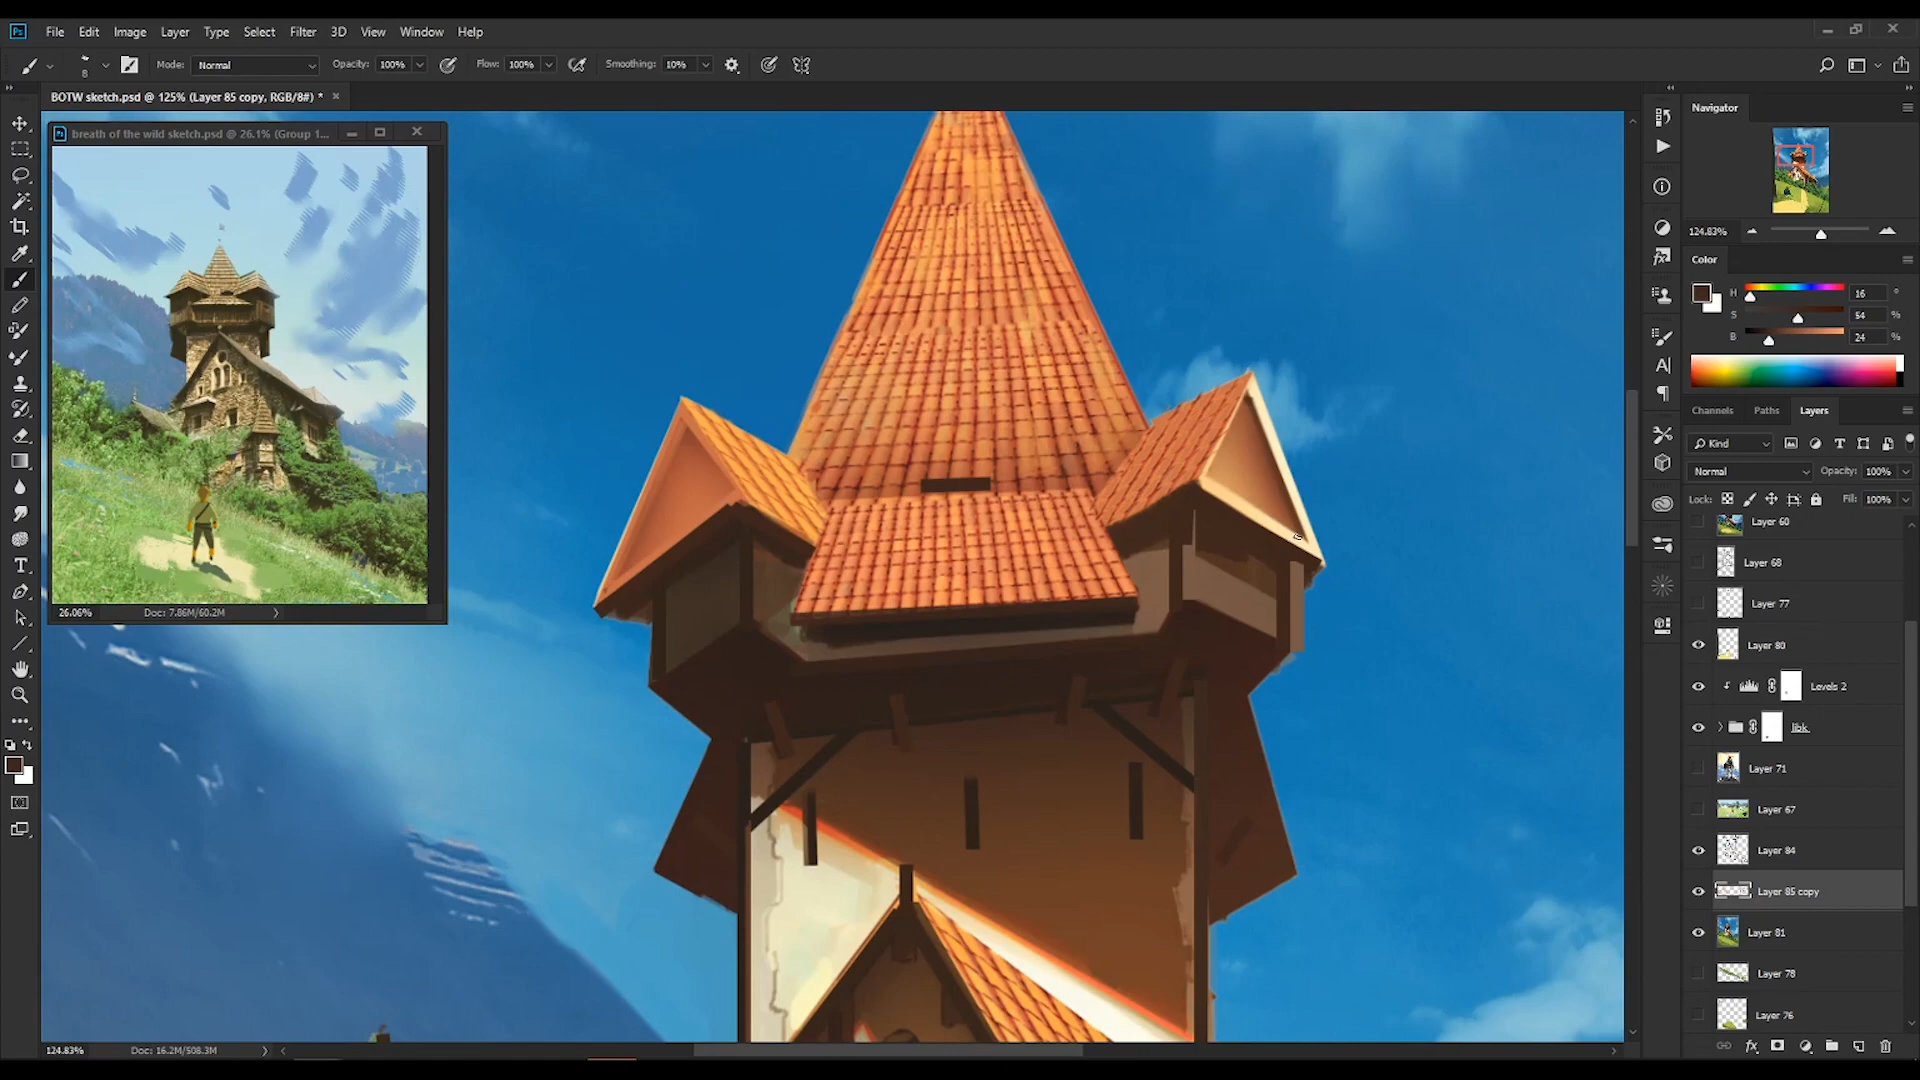 Ps File Edit Image Layer Type Select Filter 3D View Window Help
8 Mode: Normal Opacity: 100% Flow: 100% Smoothing: 10%
BOTW sketch.psd @ 125% (Layer 85 copy, RGB/8#) *
breath of the wild sketch.psd @ 26.1% (Group 1...
26.06% Doc: 7.86M/60.2M
124.83% Doc: 16.2M/508.3M
Navigator
124.83%
Color
H 16 °
S 54 %
B 24 %
Channels Paths Layers
Kind
Normal Opacity: 100%
Lock: Fill: 100%
Layer 60
Layer 68
Layer 77
Layer 80
Levels 2
libk
Layer 71
Layer 67
Layer 84
Layer 85 copy
Layer 81
Layer 78
Layer 76